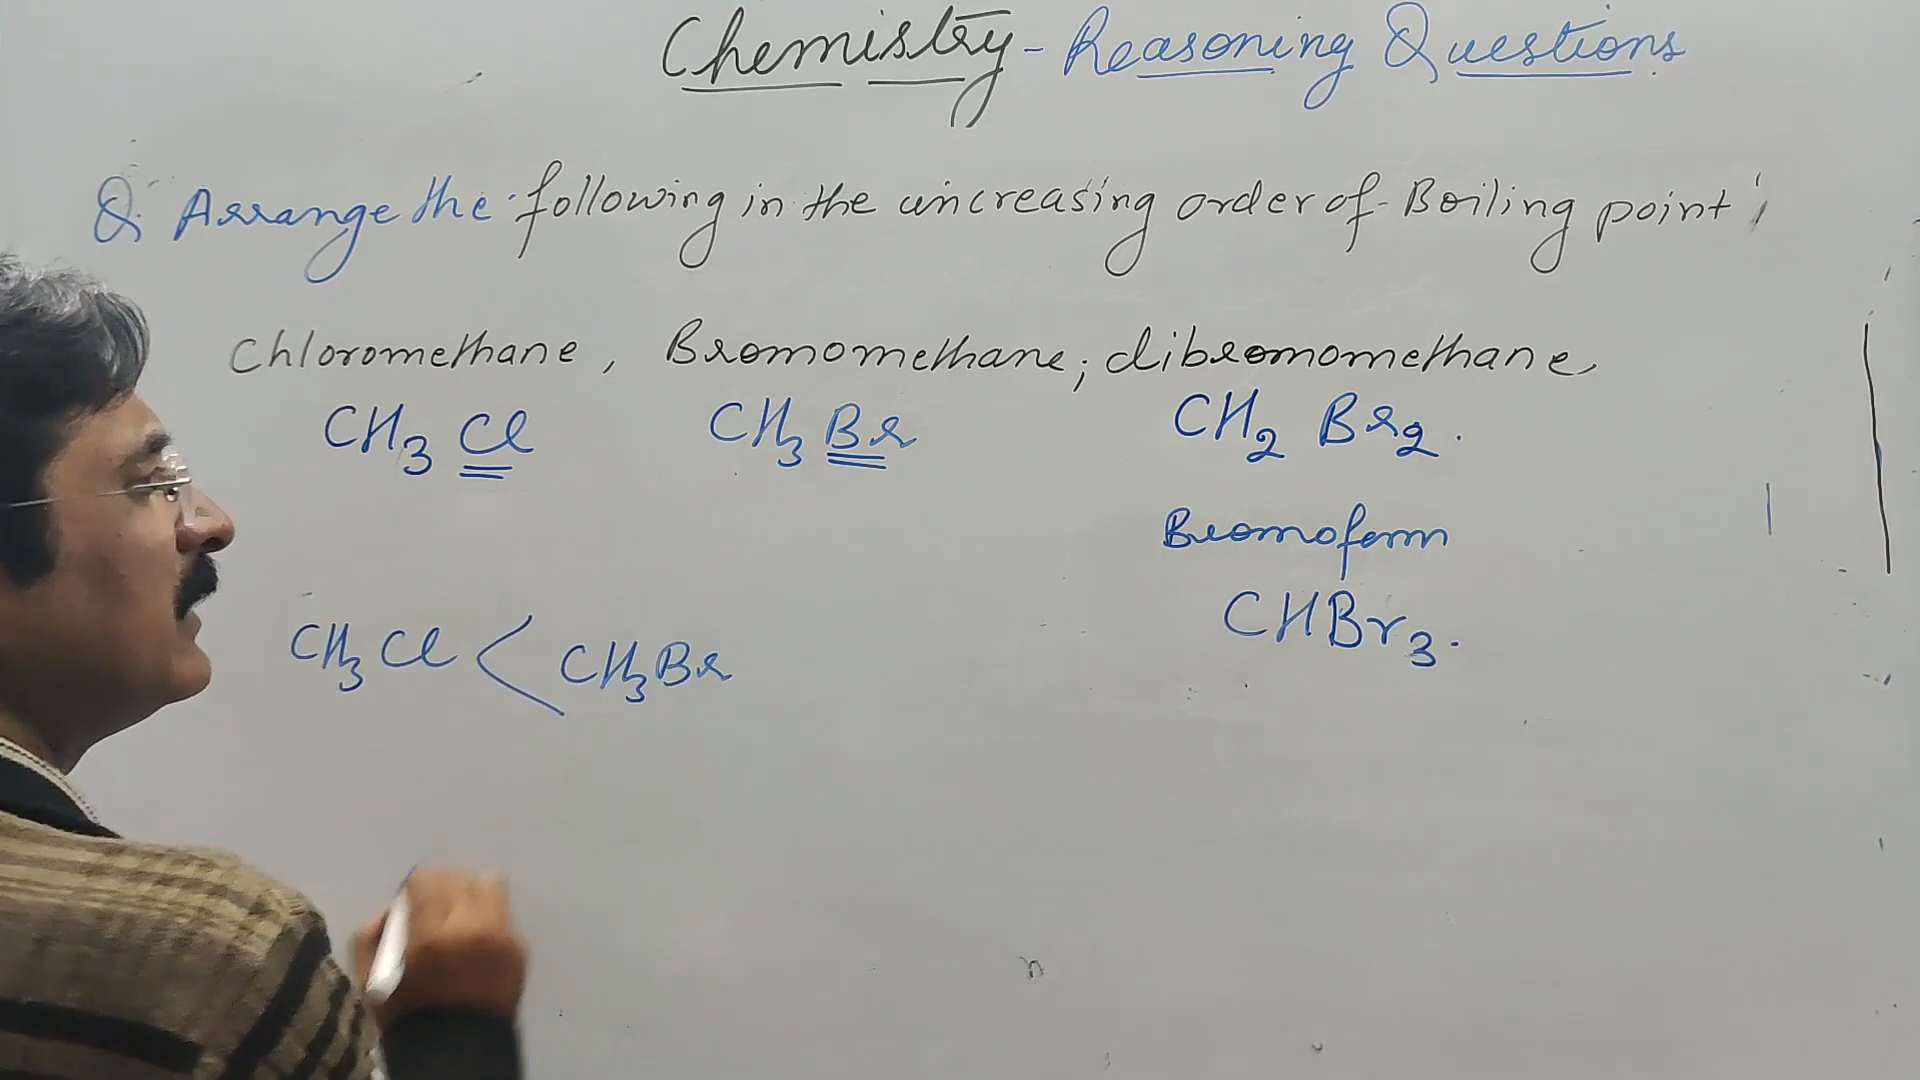 Chemistry - Reasoning Questions
Q. Arrange the following in the increasing order of Boiling point;
Chloromethane, Bromomethane; dibromomethane
CH3 Cl CH3 Br CH2 Br2.
Bromoform
CHBr3.
CH3Cl < CH3Br